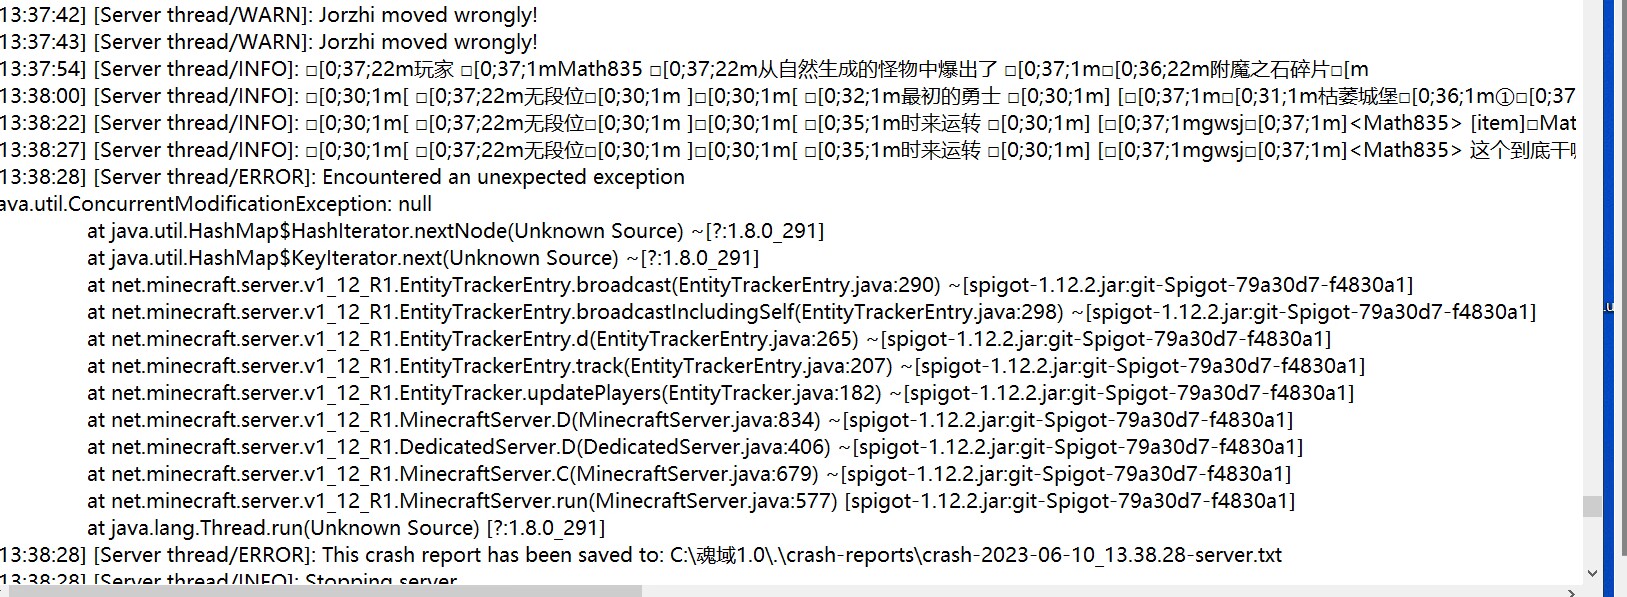 13:37:42] [Server thread/WARN]: Jorzhi moved wrongly!
13:37:43] [Server thread/WARN]: Jorzhi moved wrongly!
13:37:54] [Server thread/INFO]: □[0;37;22m玩家 □[0;37;1mMath835 □[0;37;22m从自然生成的怪物中爆出了 □[0;37;1m□[0;36;22m附魔之石碎片□[m
13:38:00] [Server thread/INFO]: □[0;30;1m[ □[0;37;22m无段位□[0;30;1m ]□[0;30;1m[ □[0;32;1m最初的勇士 □[0;30;1m] [□[0;37;1m□[0;31;1m枯萎城堡□[0;36;1m①□[0;37
13:38:22] [Server thread/INFO]: □[0;30;1m[ □[0;37;22m无段位□[0;30;1m ]□[0;30;1m[ □[0;35;1m时来运转 □[0;30;1m] [□[0;37;1mgwsj□[0;37;1m]<Math835> [item]□Mat
13:38:27] [Server thread/INFO]: □[0;30;1m[ □[0;37;22m无段位□[0;30;1m ]□[0;30;1m[ □[0;35;1m时来运转 □[0;30;1m] [□[0;37;1mgwsj□[0;37;1m]<Math835> 这个到底干
13:38:28] [Server thread/ERROR]: Encountered an unexpected exception
ava.util.ConcurrentModificationException: null
at java.util.HashMap$HashIterator.nextNode(Unknown Source) ~[?:1.8.0_291]
at java.util.HashMap$KeyIterator.next(Unknown Source) ~[?:1.8.0_291]
at net.minecraft.server.v1_12_R1.EntityTrackerEntry.broadcast(EntityTrackerEntry.java:290) ~[spigot-1.12.2.jar:git-Spigot-79a30d7-f4830a1]
at net.minecraft.server.v1_12_R1.EntityTrackerEntry.broadcastIncludingSelf(EntityTrackerEntry.java:298) ~[spigot-1.12.2.jar:git-Spigot-79a30d7-f4830a1]
at net.minecraft.server.v1_12_R1.EntityTrackerEntry.d(EntityTrackerEntry.java:265) ~[spigot-1.12.2.jar:git-Spigot-79a30d7-f4830a1]
at net.minecraft.server.v1_12_R1.EntityTrackerEntry.track(EntityTrackerEntry.java:207) ~[spigot-1.12.2.jar:git-Spigot-79a30d7-f4830a1]
at net.minecraft.server.v1_12_R1.EntityTracker.updatePlayers(EntityTracker.java:182) ~[spigot-1.12.2.jar:git-Spigot-79a30d7-f4830a1]
at net.minecraft.server.v1_12_R1.MinecraftServer.D(MinecraftServer.java:834) ~[spigot-1.12.2.jar:git-Spigot-79a30d7-f4830a1]
at net.minecraft.server.v1_12_R1.DedicatedServer.D(DedicatedServer.java:406) ~[spigot-1.12.2.jar:git-Spigot-79a30d7-f4830a1]
at net.minecraft.server.v1_12_R1.MinecraftServer.C(MinecraftServer.java:679) ~[spigot-1.12.2.jar:git-Spigot-79a30d7-f4830a1]
at net.minecraft.server.v1_12_R1.MinecraftServer.run(MinecraftServer.java:577) [spigot-1.12.2.jar:git-Spigot-79a30d7-f4830a1]
at java.lang.Thread.run(Unknown Source) [?:1.8.0_291]
13:38:28] [Server thread/ERROR]: This crash report has been saved to: C:\魂域1.0\.\crash-reports\crash-2023-06-10_13.38.28-server.txt
13:38:28] [Server thread/INFO]: Stopping server